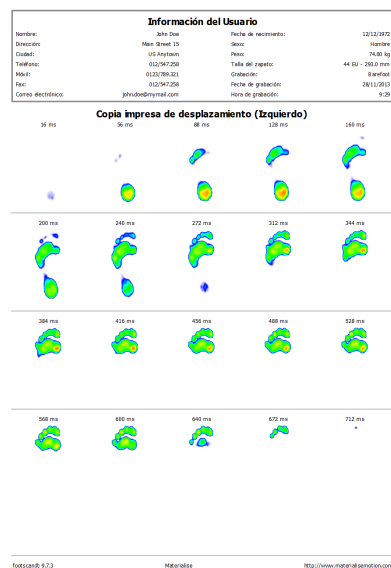 Información del Usuario
Nombre: John Doe Fecha de nacimiento: 12/12/1972
Dirección: Main Street 15 Sexo: Hombre
Ciudad: US Anytown Peso: 74.80 kg
Teléfono: 012/547.258 Talla del zapato: 44 EU - 293.0 mm
Móvil: 0123/789.321 Grabación: Barefoot
Fax: 012/547.258 Fecha de grabación: 28/11/2013
Correo electrónico: john.doe@mymail.com Hora de grabación: 9:29
Copia impresa de desplazamiento (Izquierdo)
16 ms 56 ms 88 ms 128 ms 160 ms
200 ms 240 ms 272 ms 312 ms 344 ms
384 ms 416 ms 456 ms 488 ms 528 ms
568 ms 600 ms 640 ms 672 ms 712 ms
footscan® 9.7.3 Materialise http://www.materialisemotion.com